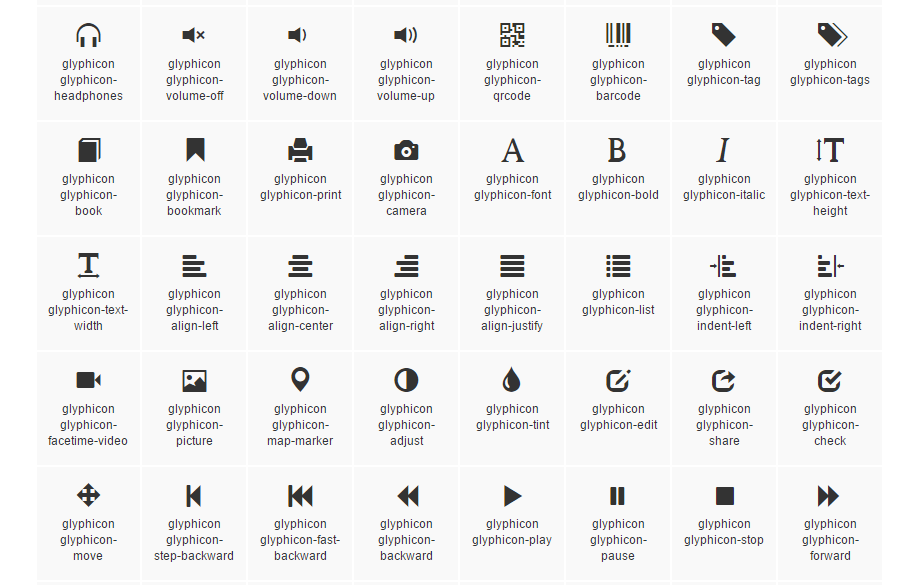 glyphicon
glyphicon-
headphones
glyphicon
glyphicon-
volume-off
glyphicon
glyphicon-
volume-down
glyphicon
glyphicon-
volume-up
glyphicon
glyphicon-
qrcode
glyphicon
glyphicon-
barcode
glyphicon
glyphicon-tag
glyphicon
glyphicon-tags
glyphicon
glyphicon-
book
glyphicon
glyphicon-
bookmark
glyphicon
glyphicon-print
glyphicon
glyphicon-
camera
A
glyphicon
glyphicon-font
B
glyphicon
glyphicon-bold
I
glyphicon
glyphicon-italic
T
glyphicon
glyphicon-text-
height
T
glyphicon
glyphicon-text-
width
glyphicon
glyphicon-
align-left
glyphicon
glyphicon-
align-center
glyphicon
glyphicon-
align-right
glyphicon
glyphicon-
align-justify
glyphicon
glyphicon-list
glyphicon
glyphicon-
indent-left
glyphicon
glyphicon-
indent-right
glyphicon
glyphicon-
facetime-video
glyphicon
glyphicon-
picture
glyphicon
glyphicon-
map-marker
glyphicon
glyphicon-
adjust
glyphicon
glyphicon-tint
glyphicon
glyphicon-edit
glyphicon
glyphicon-
share
glyphicon
glyphicon-
check
glyphicon
glyphicon-
move
glyphicon
glyphicon-
step-backward
glyphicon
glyphicon-fast-
backward
glyphicon
glyphicon-
backward
glyphicon
glyphicon-play
glyphicon
glyphicon-
pause
glyphicon
glyphicon-stop
glyphicon
glyphicon-
forward